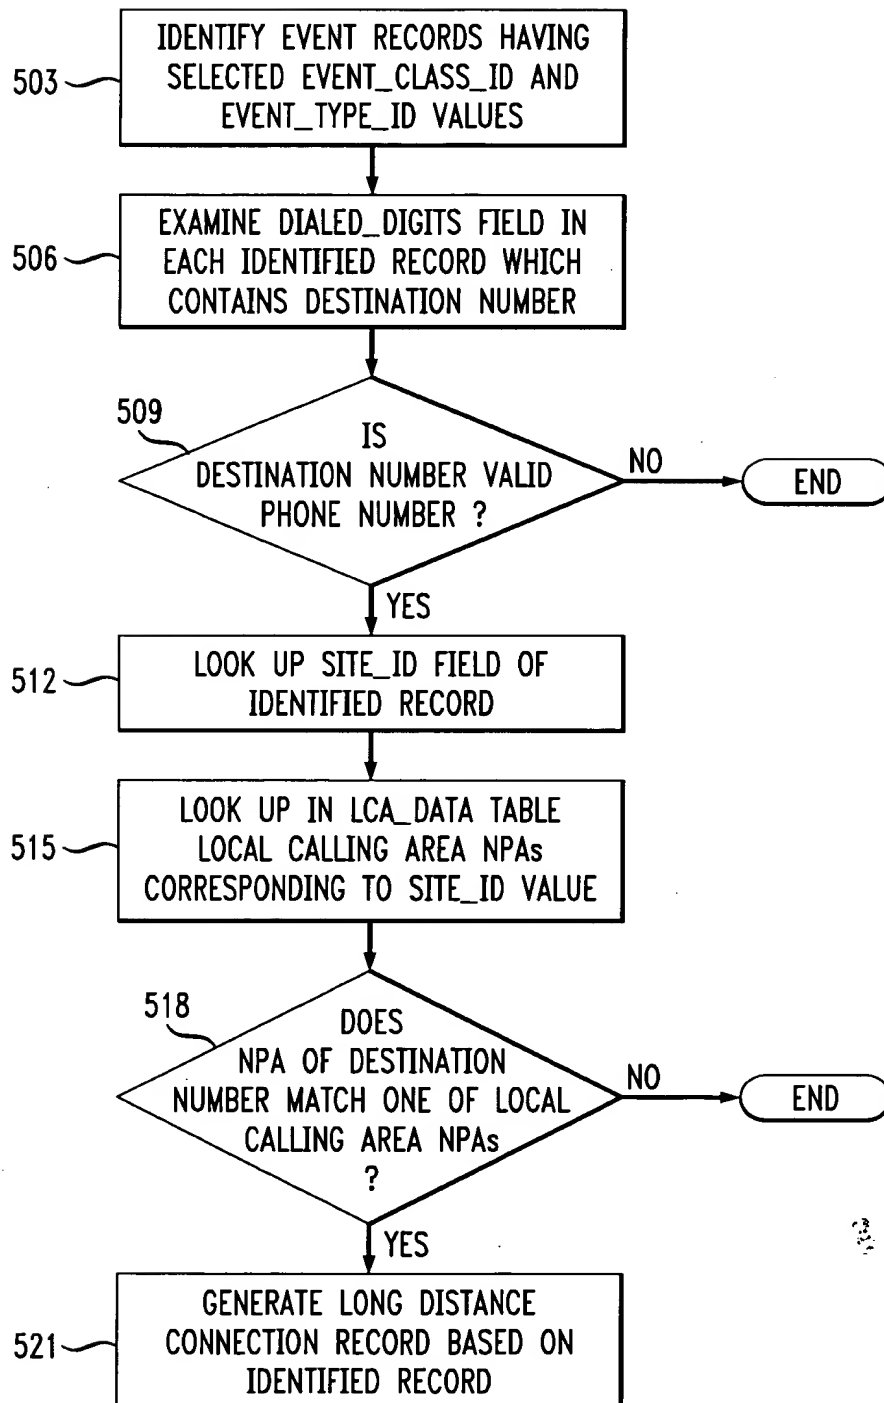 IDENTIFY EVENT RECORDS HAVING
SELECTED EVENT_CLASS_ID AND
EVENT_TYPE_ID VALUES
503
EXAMINE DIALED_DIGITS FIELD IN
EACH IDENTIFIED RECORD WHICH
CONTAINS DESTINATION NUMBER
506
509
IS
DESTINATION NUMBER VALID
PHONE NUMBER ?
NO
END
YES
LOOK UP SITE_ID FIELD OF
IDENTIFIED RECORD
512
LOOK UP IN LCA_DATA TABLE
LOCAL CALLING AREA NPAs
CORRESPONDING TO SITE_ID VALUE
515
518
DOES
NPA OF DESTINATION
NUMBER MATCH ONE OF LOCAL
CALLING AREA NPAs
?
NO
END
YES
GENERATE LONG DISTANCE
CONNECTION RECORD BASED ON
IDENTIFIED RECORD
521